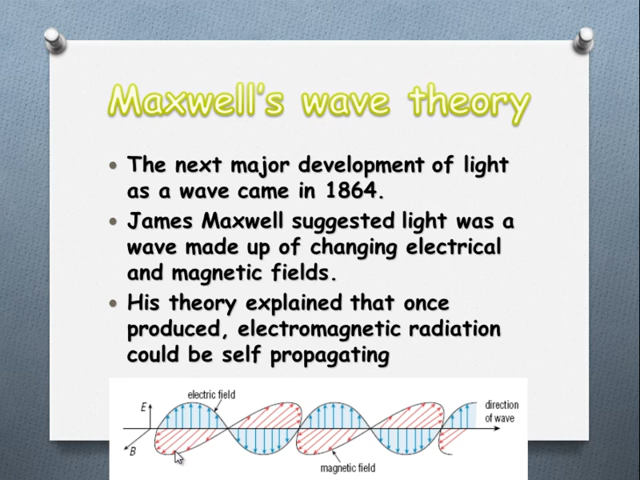 Maxwell's wave theory
• The next major development of light
as a wave came in 1864.
• James Maxwell suggested light was a
wave made up of changing electrical
and magnetic fields.
• His theory explained that once
produced, electromagnetic radiation
could be self propagating
electric field
E
direction
of wave
B
magnetic field